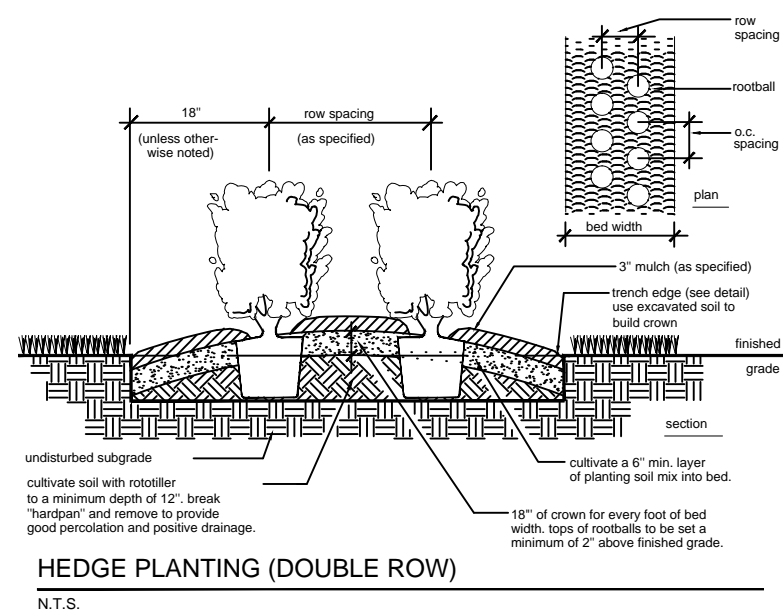 row
spacing
rootball
o.c.
spacing
plan
bed width
18"
(unless other-
wise noted)
row spacing
(as specified)
3" mulch (as specified)
trench edge (see detail)
use excavated soil to
build crown
finished
grade
section
undisturbed subgrade
cultivate soil with rototiller
to a minimum depth of 12". break
"hardpan" and remove to provide
good percolation and positive drainage.
cultivate a 6" min. layer
of planting soil mix into bed.
18"' of crown for every foot of bed
width. tops of rootballs to be set a
minimum of 2" above finished grade.
HEDGE PLANTING (DOUBLE ROW)
N.T.S.